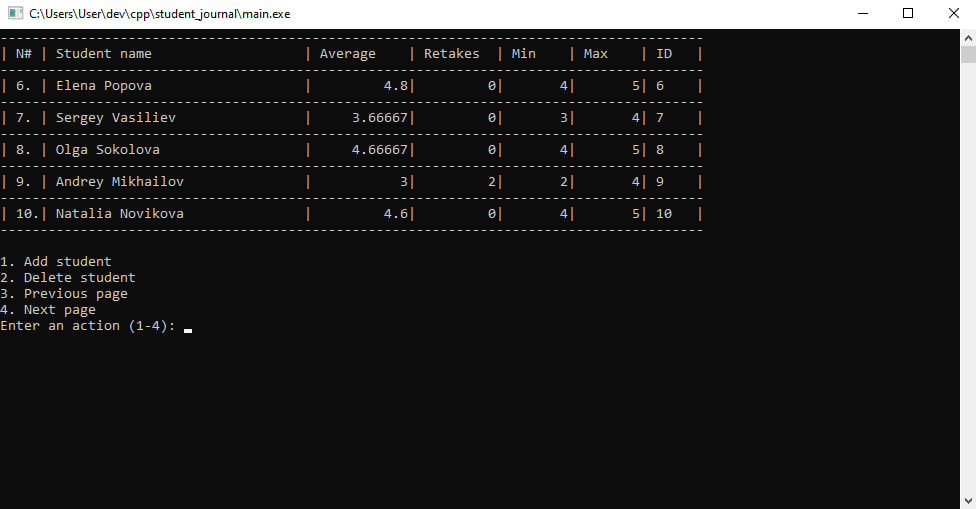 C:\Users\User\dev\cpp\student_journal\main.exe
----------------------------------------------------------------------------------------
| N# | Student name                   | Average    | Retakes  | Min      | Max    | ID   |
----------------------------------------------------------------------------------------
| 6. | Elena Popova                   |         4.8|         0|       4|       5| 6    |
----------------------------------------------------------------------------------------
| 7. | Sergey Vasiliev                |     3.66667|         0|       3|       4| 7    |
----------------------------------------------------------------------------------------
| 8. | Olga Sokolova                  |     4.66667|         0|       4|       5| 8    |
----------------------------------------------------------------------------------------
| 9. | Andrey Mikhailov               |           3|         2|       2|       4| 9    |
----------------------------------------------------------------------------------------
| 10.| Natalia Novikova               |         4.6|         0|       4|       5| 10   |
----------------------------------------------------------------------------------------
1. Add student
2. Delete student
3. Previous page
4. Next page
Enter an action (1-4):